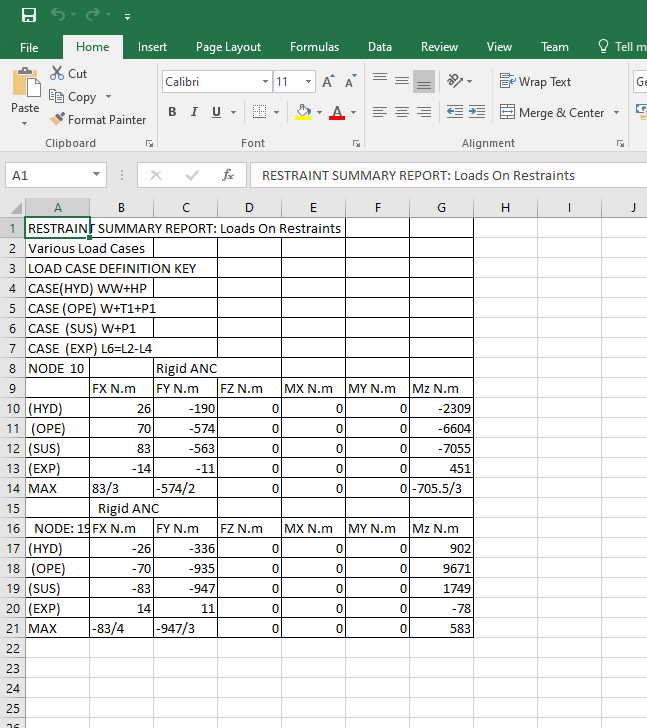 File Home Insert Page Layout Formulas Data Review View Team Tell m
Paste Cut Copy Format Painter
Calibri 11 A A Wrap Text Ge
B I U A Merge & Center
Clipboard Font Alignment
A1 fx RESTRAINT SUMMARY REPORT: Loads On Restraints
A B C D E F G H I J
1 RESTRAINT SUMMARY REPORT: Loads On Restraints
2 Various Load Cases
3 LOAD CASE DEFINITION KEY
4 CASE(HYD) WW+HP
5 CASE (OPE) W+T1+P1
6 CASE (SUS) W+P1
7 CASE (EXP) L6=L2-L4
8 NODE 10 Rigid ANC
9 FX N.m FY N.m FZ N.m MX N.m MY N.m Mz N.m
10 (HYD) 26 -190 0 0 0 -2309
11 (OPE) 70 -574 0 0 0 -6604
12 (SUS) 83 -563 0 0 0 -7055
13 (EXP) -14 -11 0 0 0 451
14 MAX 83/3 -574/2 0 0 0 -705.5/3
15 Rigid ANC
16 NODE: 19 FX N.m FY N.m FZ N.m MX N.m MY N.m Mz N.m
17 (HYD) -26 -336 0 0 0 902
18 (OPE) -70 -935 0 0 0 9671
19 (SUS) -83 -947 0 0 0 1749
20 (EXP) 14 11 0 0 0 -78
21 MAX -83/4 -947/3 0 0 0 583
22
23
24
25
26